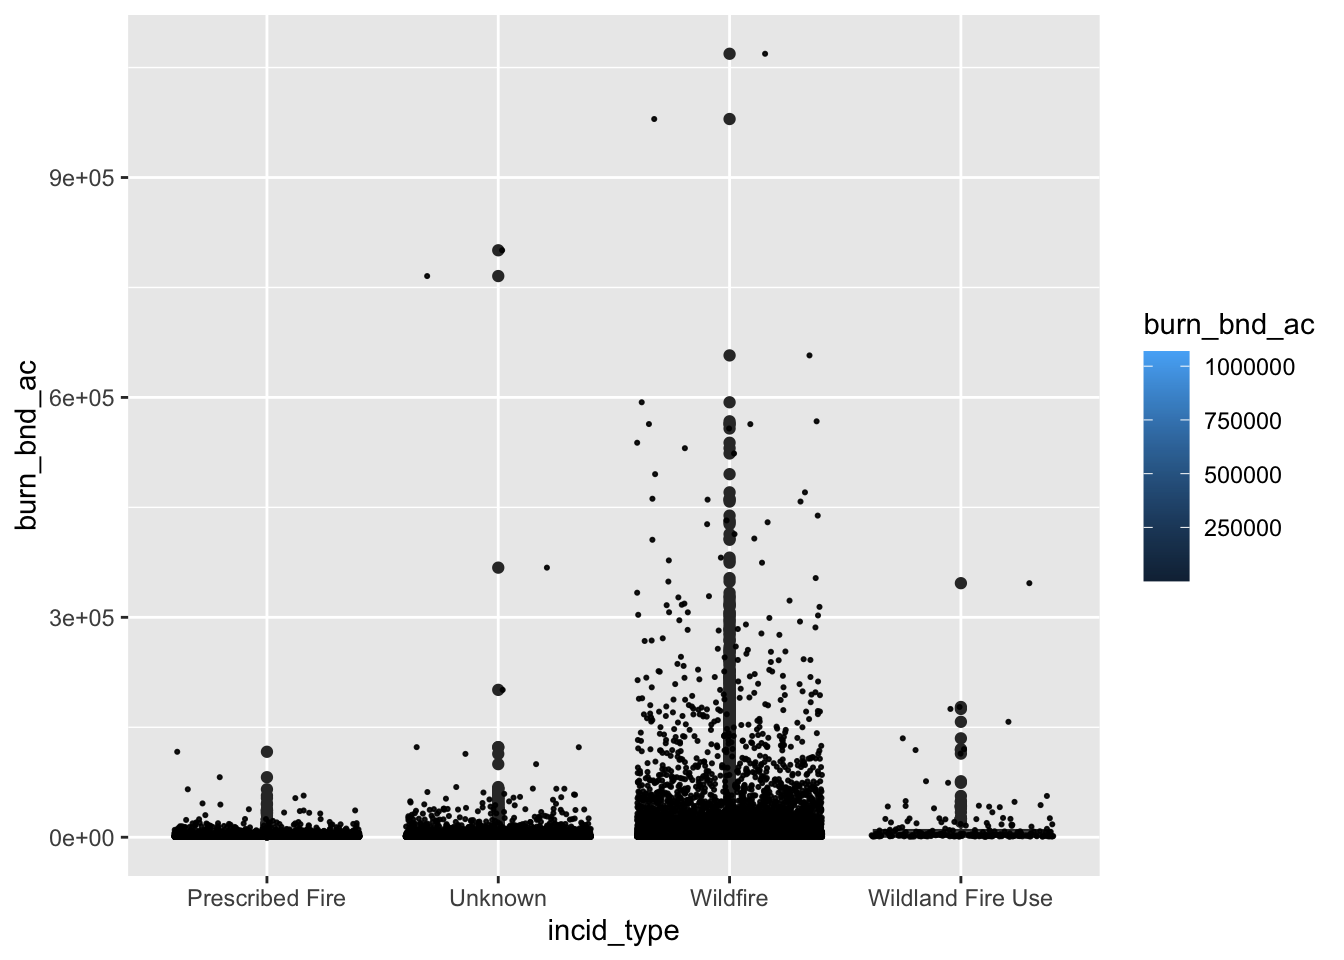 burn_bnd_ac
9e+05
6e+05
3e+05
0e+00
Prescribed Fire
Unknown
Wildfire
Wildland Fire Use
incid_type
burn_bnd_ac
1000000
750000
500000
250000